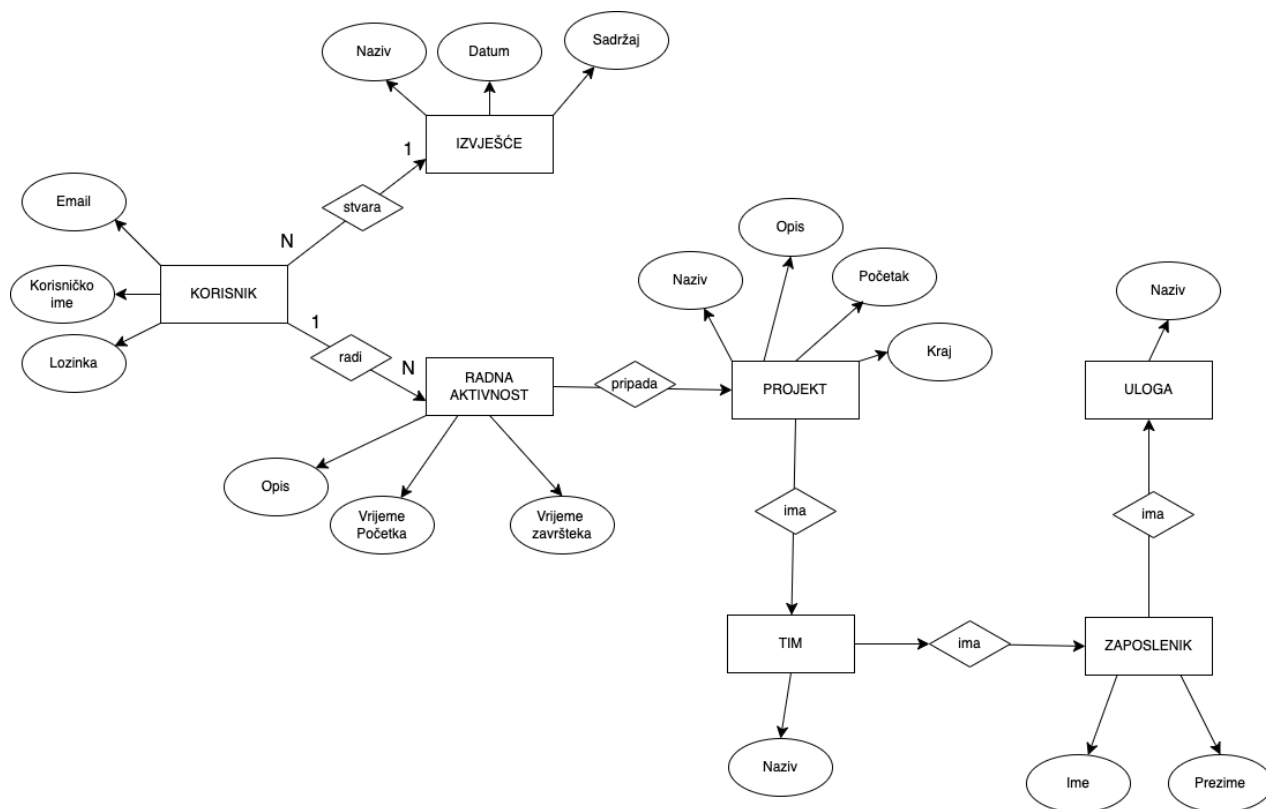 Naziv
Datum
Sadržaj
IZVJEŠĆE
1
stvara
N
Email
Korisničko
ime
Lozinka
KORISNIK
1
radi
N
RADNA
AKTIVNOST
Opis
Vrijeme
Početka
Vrijeme
završteka
pripada
Naziv
Opis
Početak
Kraj
PROJEKT
ima
TIM
Naziv
ima
Naziv
ULOGA
ima
ZAPOSLENIK
Ime
Prezime